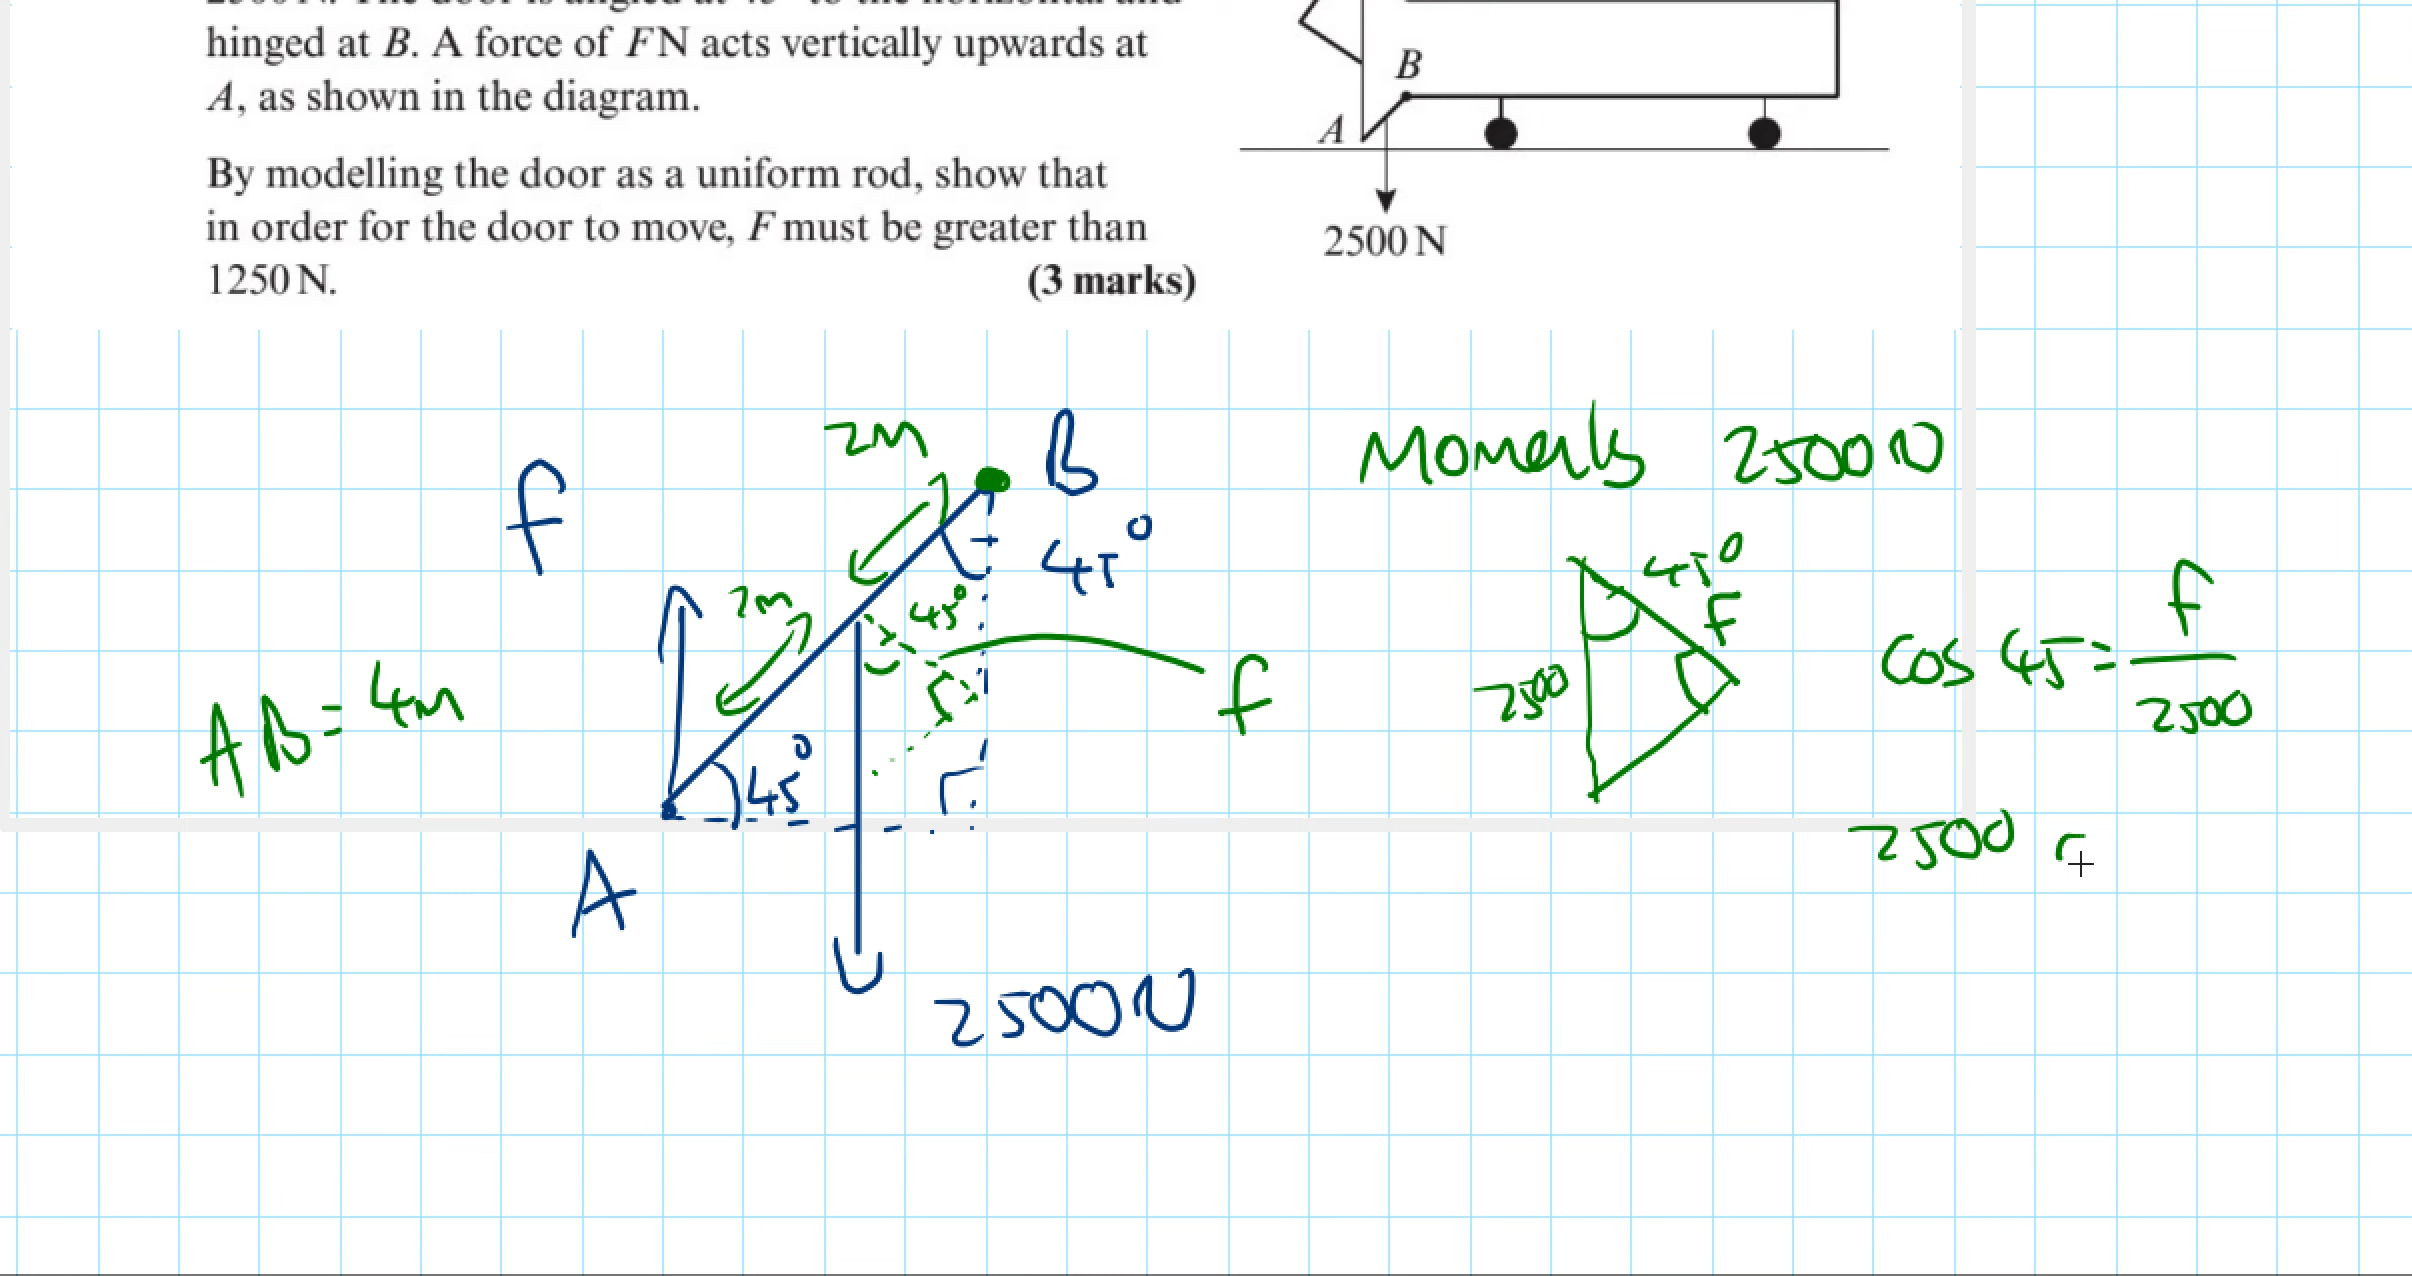 hinged at B. A force of FN acts vertically upwards at
A, as shown in the diagram.
By modelling the door as a uniform rod, show that
in order for the door to move, F must be greater than
1250 N.
(3 marks)
B
A
2500 N
f
2m
B
45°
2m
45°
f
AB = 4m
45°
A
2500N
Moments 2500N
45°
F
2500
cos 45 = f
2500
2500